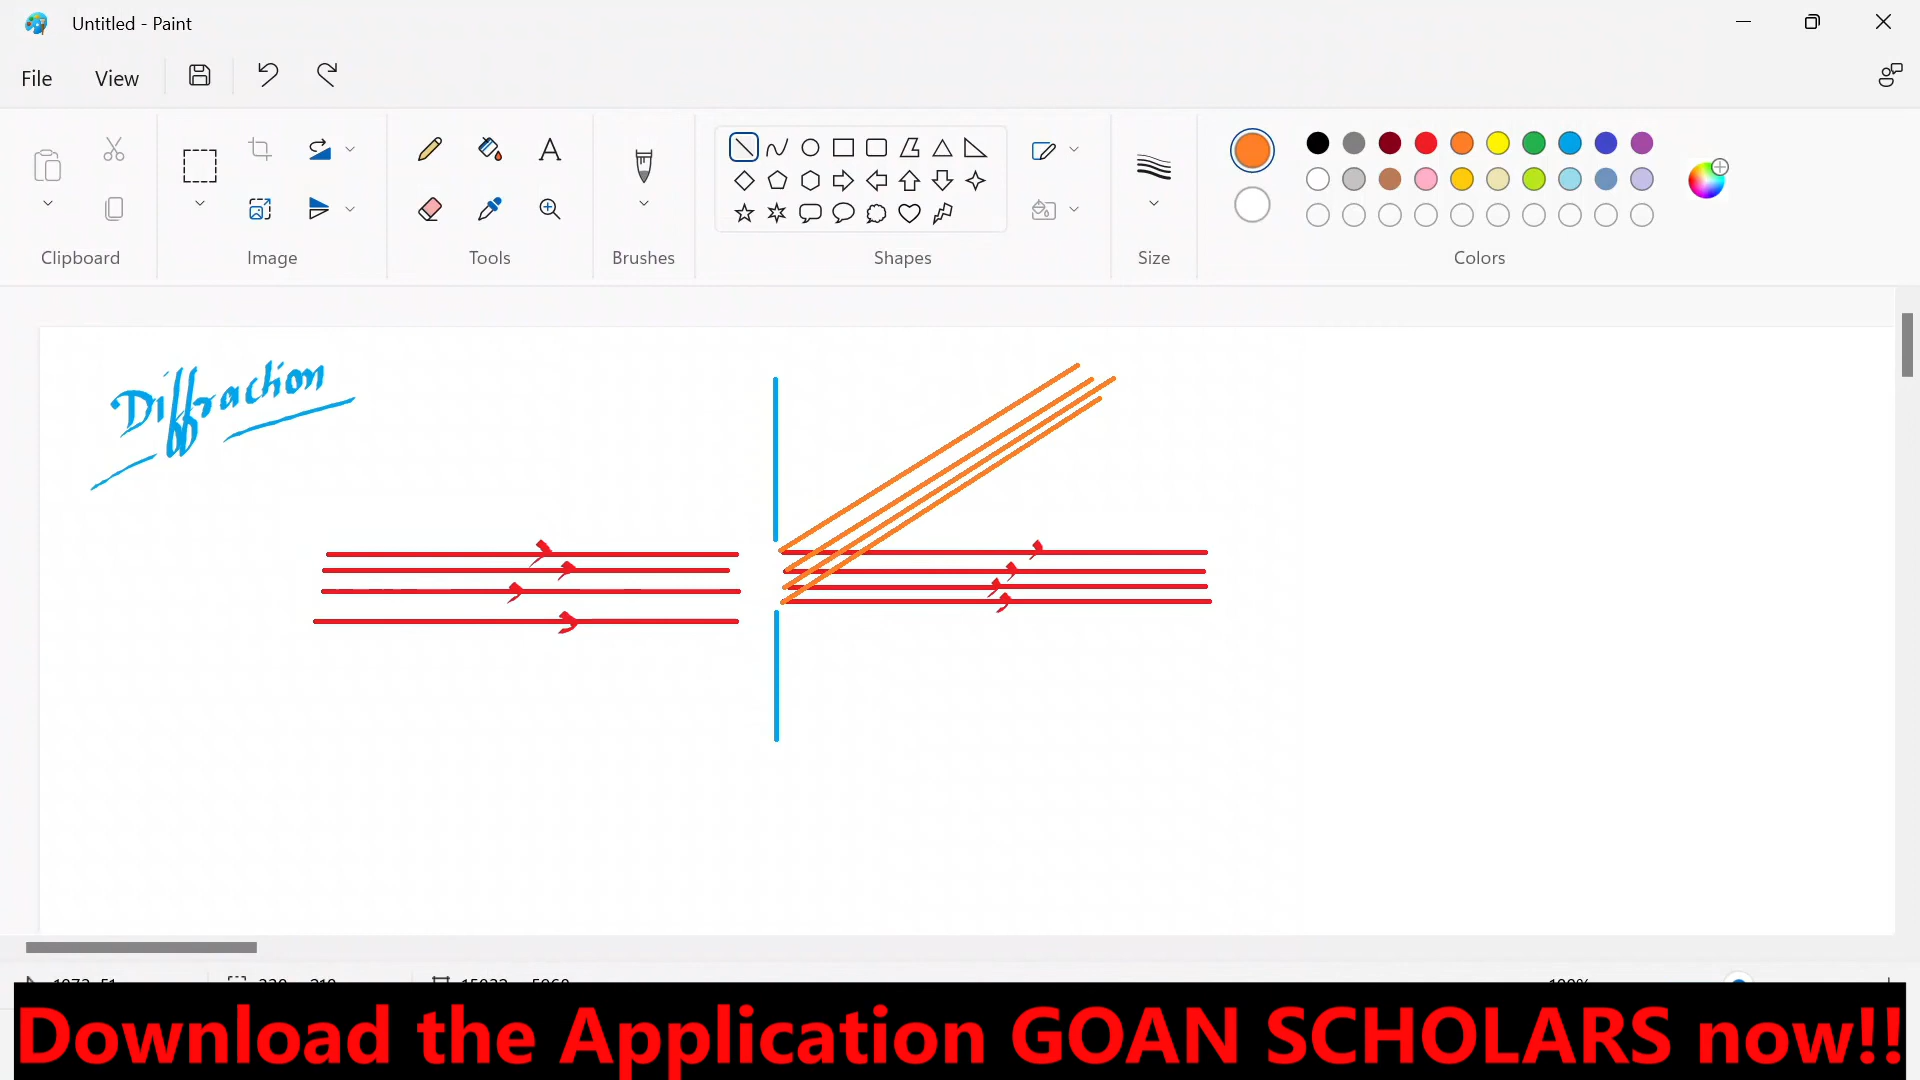 Untitled - Paint
File View
Clipboard Image Tools Brushes Shapes Size Colors
Diffraction
Download the Application GOAN SCHOLARS now!!